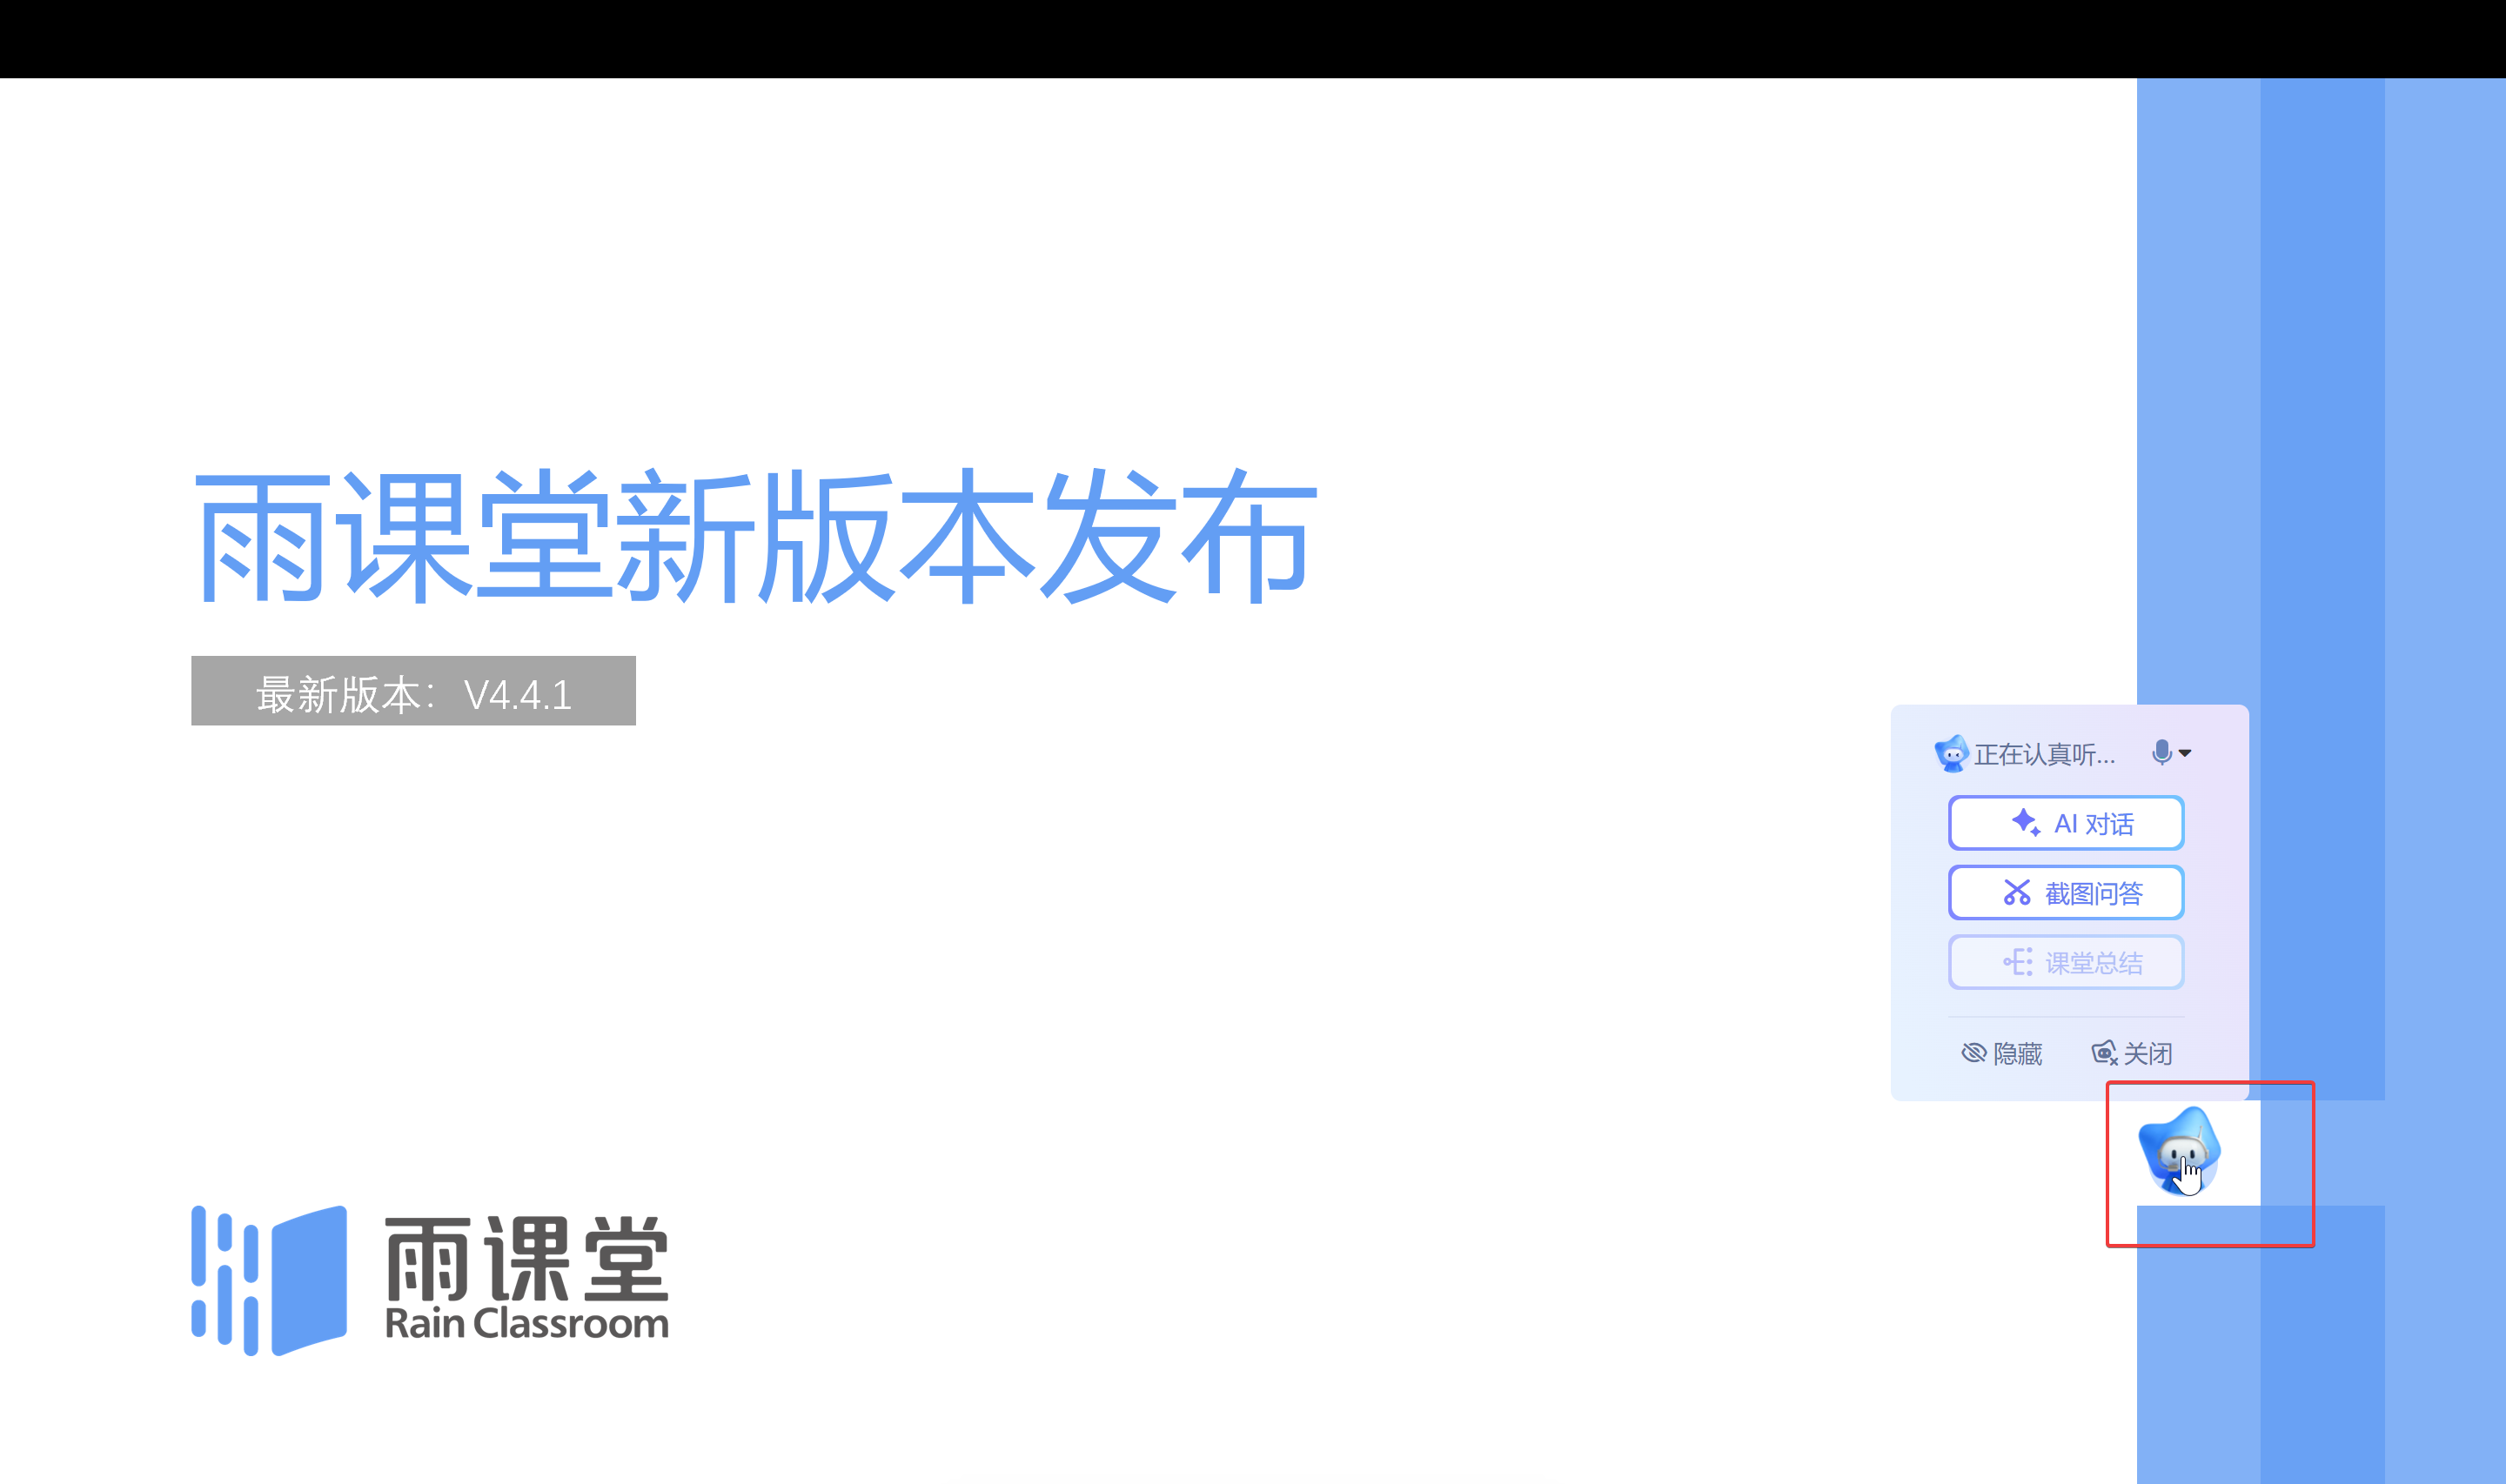 雨课堂新版本发布
最新版本： V4.4.1
正在认真听...
AI 对话
截图问答
课堂总结
隐藏 关闭
雨课堂
Rain Classroom